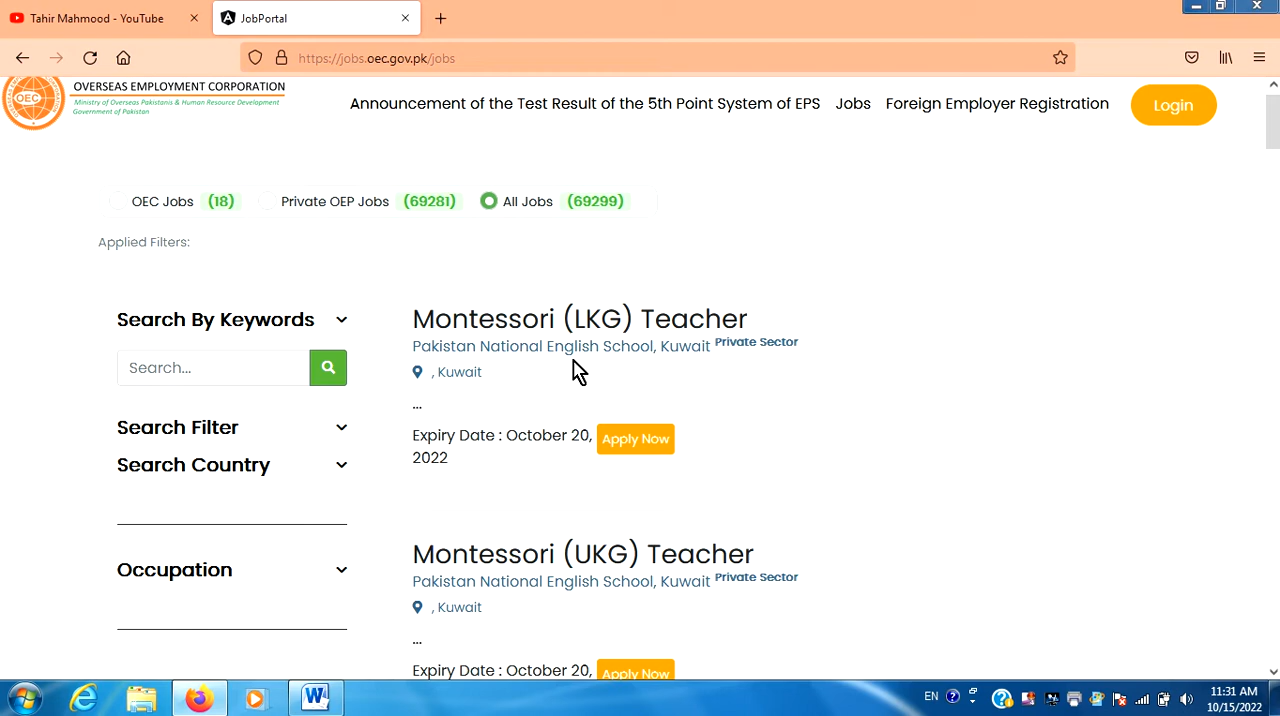 Tahir Mahmood - YouTube
JobPortal
https://jobs.oec.gov.pk/jobs
OEC
OVERSEAS EMPLOYMENT CORPORATION
Ministry of Overseas Pakistanis & Human Resource Development
Government of Pakistan
Announcement of the Test Result of the 5th Point System of EPS
Jobs
Foreign Employer Registration
Login
OEC Jobs (18)
Private OEP Jobs (69281)
All Jobs (69299)
Applied Filters:
Search By Keywords
Search...
Search Filter
Search Country
Occupation
Montessori (LKG) Teacher
Pakistan National English School, Kuwait Private Sector
, Kuwait
...
Expiry Date : October 20,
2022
Apply Now
Montessori (UKG) Teacher
Pakistan National English School, Kuwait Private Sector
, Kuwait
...
Expiry Date : October 20,
Apply Now
EN
11:31 AM
10/15/2022